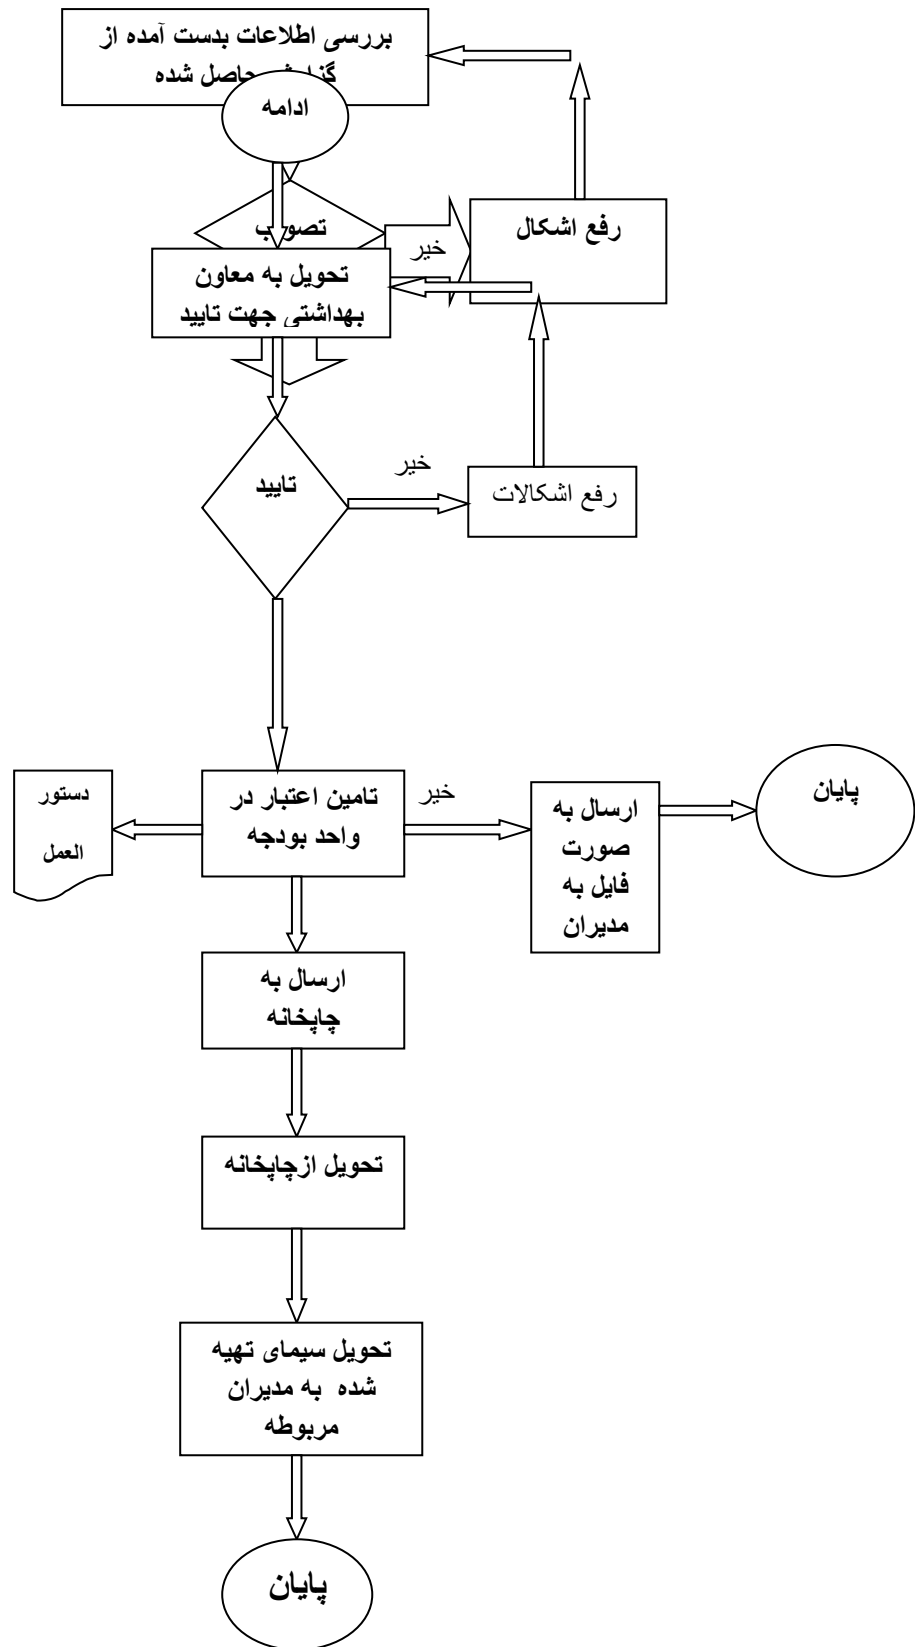 بررسی اطلاعات بدست آمده از
حاصل شده
ادامه
رفع اشکال
خیر
تحویل به معاون
بهداشتی جهت تایید
تایید
خیر
رفع اشکالات
دستور
العمل
تامین اعتبار در
واحد بودجه
خیر
ارسال به
صورت
فایل به
مدیران
پایان
ارسال به
چاپخانه
تحویل ازچاپخانه
تحویل سیمای تهیه
شده به مدیران
مربوطه
پایان